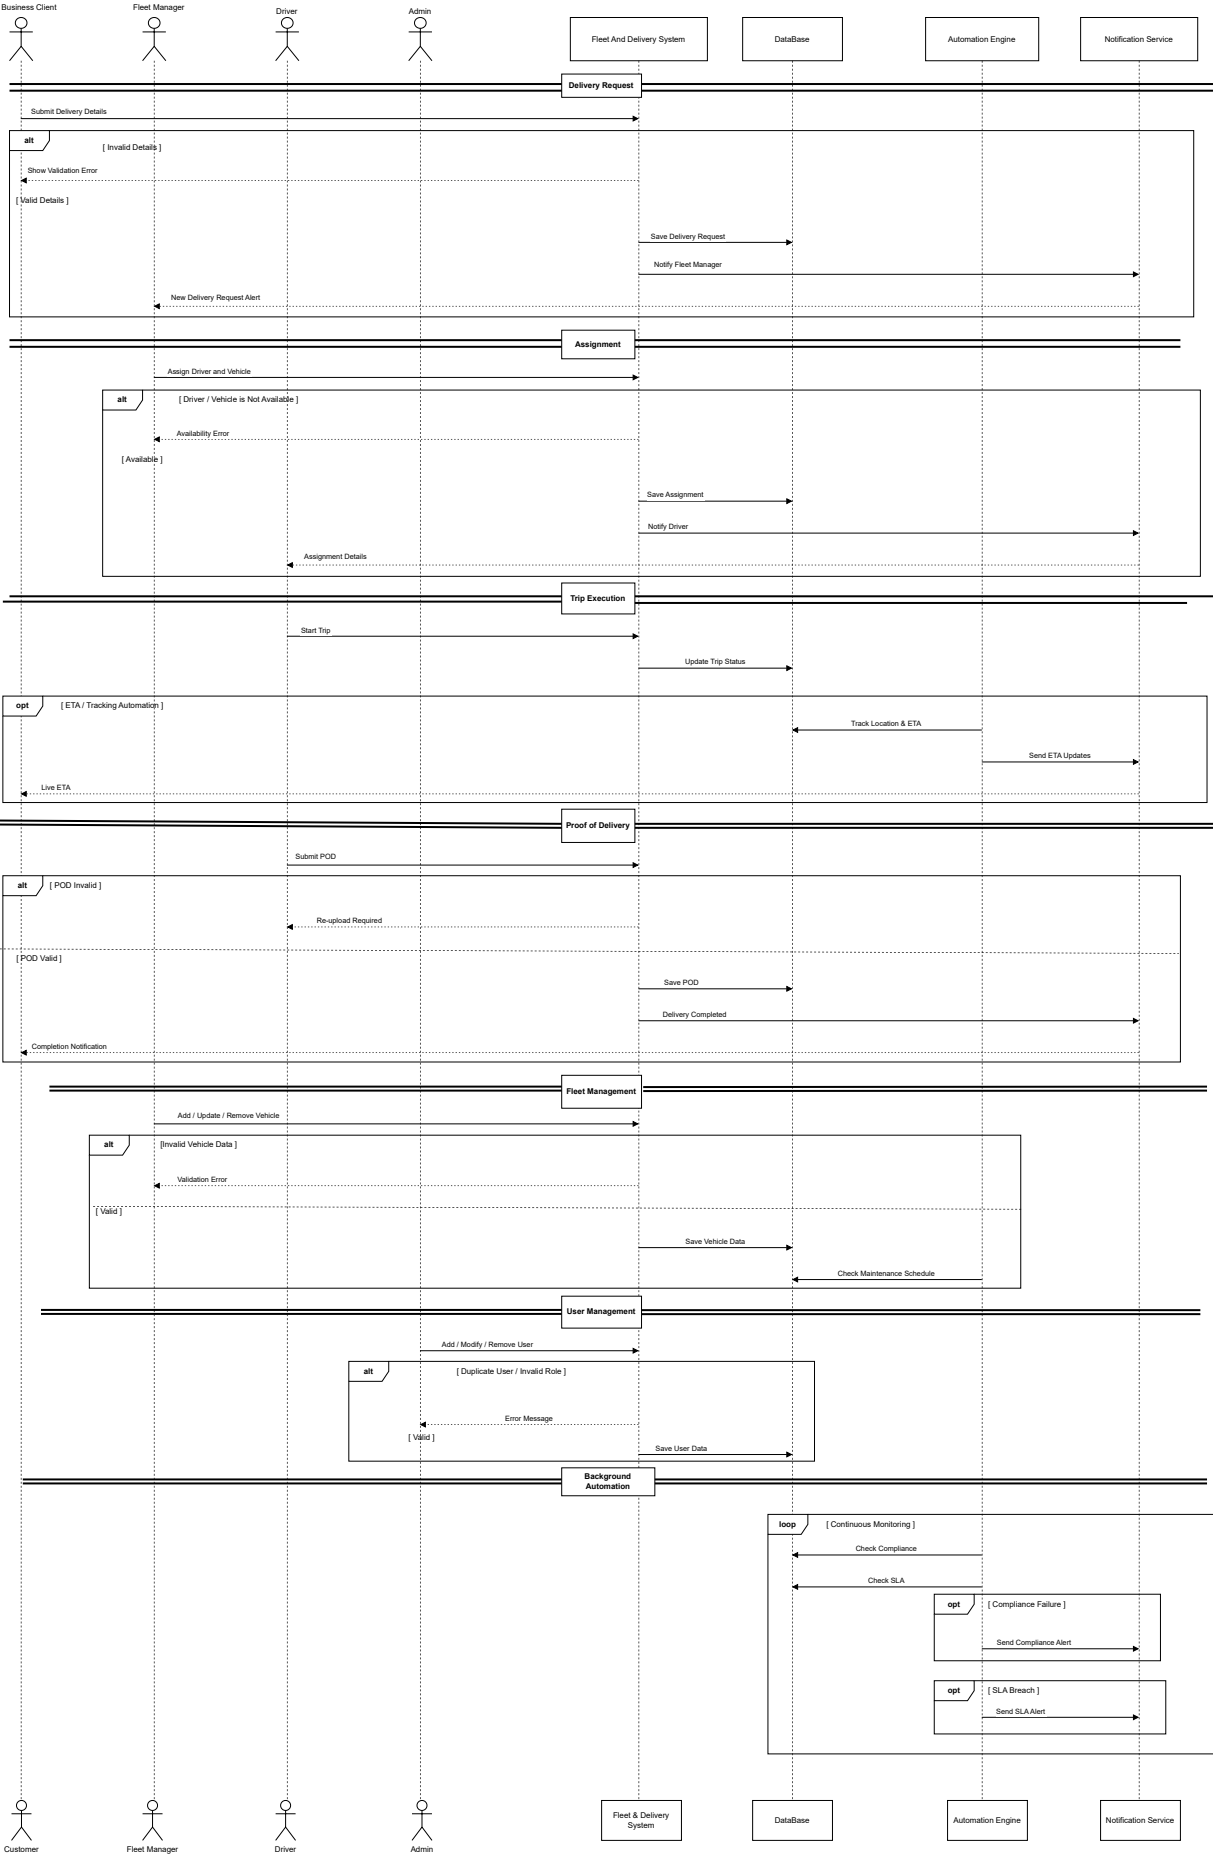 Business Client
Fleet Manager
Driver
Admin
Fleet And Delivery System
DataBase
Automation Engine
Notification Service
Delivery Request
Submit Delivery Details
alt
[ Invalid Details ]
Show Validation Error
[ Valid Details ]
Save Delivery Request
Notify Fleet Manager
New Delivery Request Alert
Assignment
Assign Driver and Vehicle
alt
[ Driver / Vehicle is Not Available ]
Availability Error
[ Available ]
Save Assignment
Notify Driver
Assignment Details
Trip Execution
Start Trip
Update Trip Status
opt
[ ETA / Tracking Automation ]
Track Location & ETA
Send ETA Updates
Live ETA
Proof of Delivery
Submit POD
alt
[ POD Invalid ]
Re-upload Required
[ POD Valid ]
Save POD
Delivery Completed
Completion Notification
Fleet Management
Add / Update / Remove Vehicle
alt
[Invalid Vehicle Data ]
Validation Error
[ Valid ]
Save Vehicle Data
Check Maintenance Schedule
User Management
Add / Modify / Remove User
alt
[ Duplicate User / Invalid Role ]
Error Message
[ Valid ]
Save User Data
Background
Automation
loop
[ Continuous Monitoring ]
Check Compliance
Check SLA
opt
[ Compliance Failure ]
Send Compliance Alert
opt
[ SLA Breach ]
Send SLA Alert
Customer
Fleet Manager
Driver
Admin
Fleet & Delivery
System
DataBase
Automation Engine
Notification Service